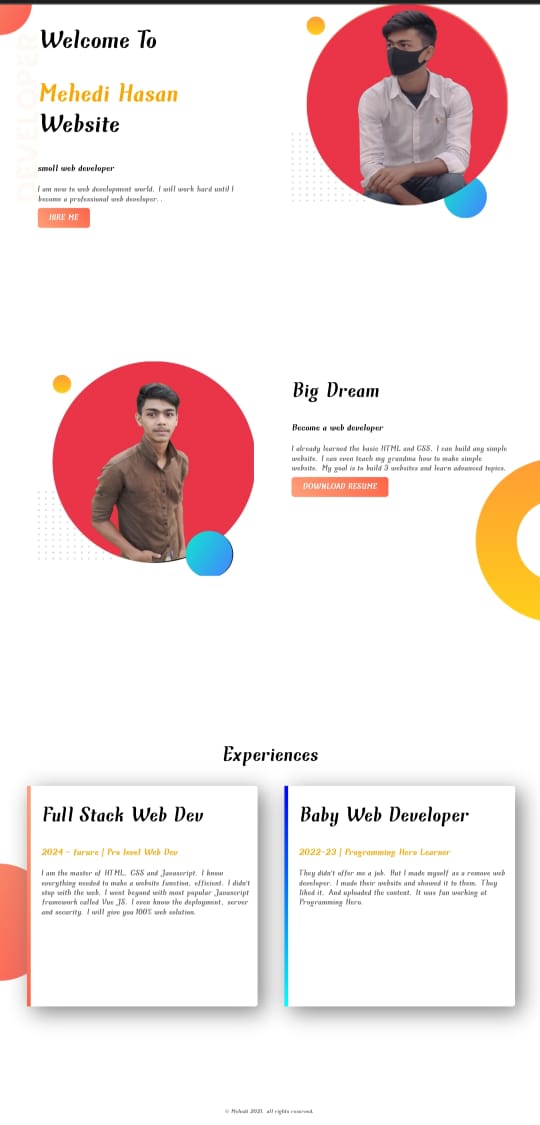 DEVELOPER
Welcome To
Mehedi Hasan
Website
smoll web developer
I am new to web development world. I will work hard until I
become a professional web developer. .
HIRE ME
Big Dream
Become a web developer
I already learned the basic HTML and CSS. I can build any simple
website. I can even teach my grandma how to make simple
website. My goal is to build 3 websites and learn advanced topics.
DOWNLOAD RESUME
Experiences
Full Stack Web Dev
2024 - furure | Pro level Web Dev
I am the master of HTML, CSS and Javascript. I know
everything needed to make a website function, efficient. I didn't
stop with the web. I went beyond with most popular Javascript
framework called Vue JS. I even know the deployment, server
and security. I will give you 100% web solution.
Baby Web Developer
2022-23 | Programming Hero Learner
They didn't offer me a job. But I made myself as a remove web
developer. I made their website and showed it to them. They
liked it. And uploaded the content. It was fun working at
Programming Hero.
© Mehedi 2021. all rights reserved.